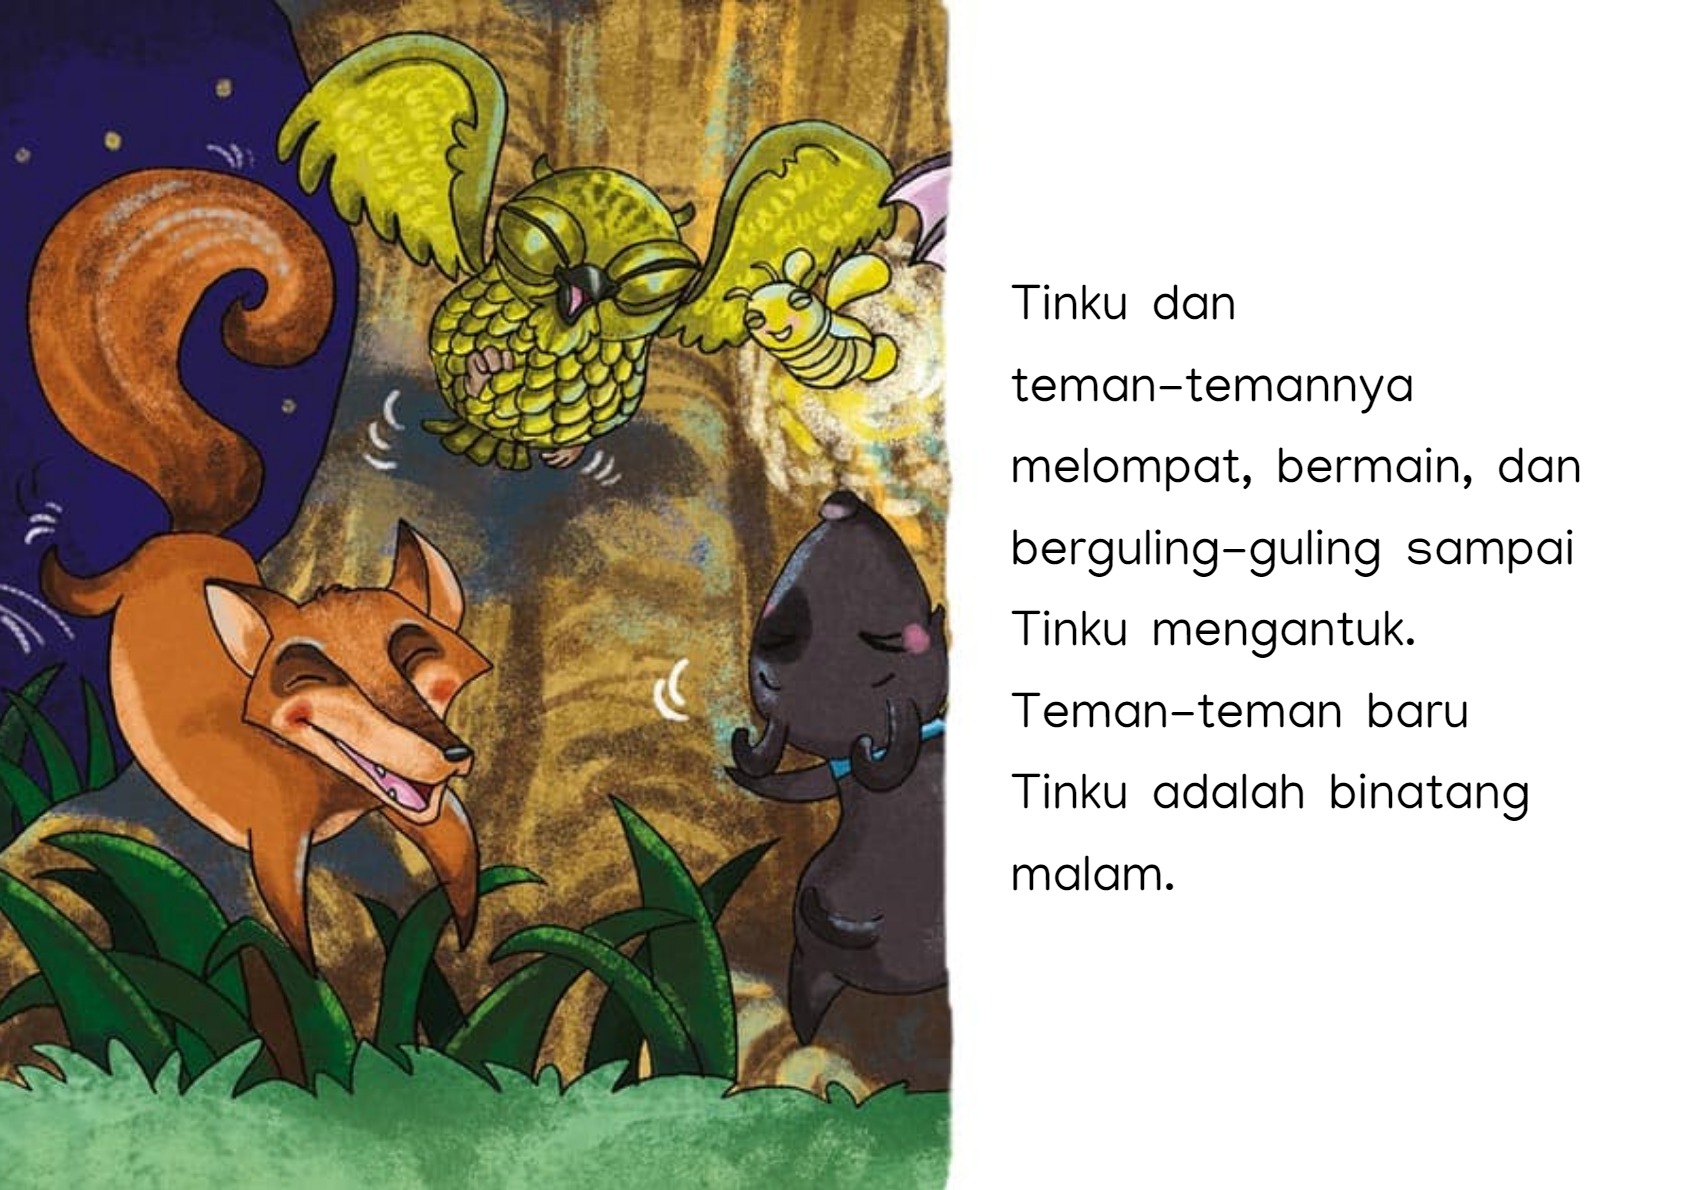 Tinku dan
teman-temannya
melompat, bermain, dan
berguling-guling sampai
Tinku mengantuk.
Teman-teman baru
Tinku adalah binatang
malam.